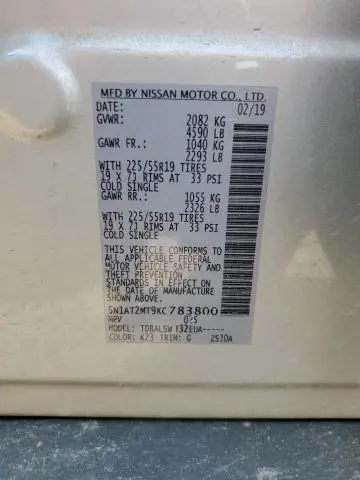 MFD BY NISSAN MOTOR CO., LTD.
DATE: 02/19
GVWR: 2082 KG
4590 LB
GAWR FR.: 1040 KG
2293 LB
WITH 225/55R19 TIRES
19 x 7J RIMS AT 33 PSI
COLD SINGLE
GAWR RR.: 1055 KG
2326 LB
WITH 225/55R19 TIRES
19 x 7J RIMS AT 33 PSI
COLD SINGLE
THIS VEHICLE CONFORMS TO
ALL APPLICABLE FEDERAL
MOTOR VEHICLE SAFETY AND
THEFT PREVENTION
STANDARDS IN EFFECT ON
THE DATE OF MANUFACTURE
SHOWN ABOVE.
5N1AT2MT9KC783800
MPV
MODEL:
COLOR: K23 TRIM: G 2S30A